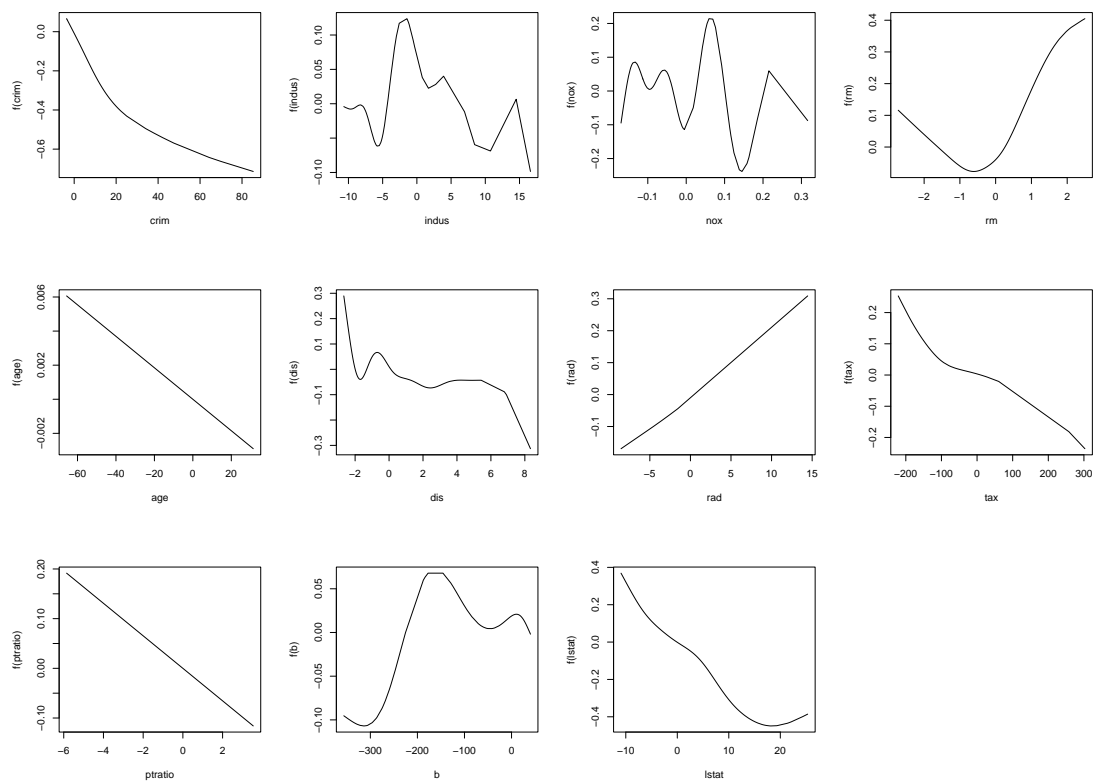 f(crim)
0.0
−0.2
−0.4
−0.6
0 20 40 60 80
crim
f(indus)
0.10
0.05
0.00
−0.10
−10 −5 0 5 10 15
indus
f(nox)
0.2
0.1
0.0
−0.1
−0.2
−0.1 0.0 0.1 0.2 0.3
nox
f(rm)
0.4
0.3
0.2
0.1
0.0
−2 −1 0 1 2
rm
f(age)
0.006
0.002
−0.002
−60 −40 −20 0 20
age
f(dis)
0.3
0.2
0.1
−0.1
−0.3
−2 0 2 4 6 8
dis
f(rad)
0.3
0.2
0.1
0.0
−0.1
−5 0 5 10 15
rad
f(tax)
0.2
0.1
0.0
−0.1
−0.2
−200 −100 0 100 200 300
tax
f(ptratio)
0.20
0.10
0.00
−0.10
−6 −4 −2 0 2
ptratio
f(b)
0.05
0.00
−0.05
−0.10
−300 −200 −100 0
b
f(lstat)
0.4
0.2
0.0
−0.2
−0.4
−10 0 10 20
lstat